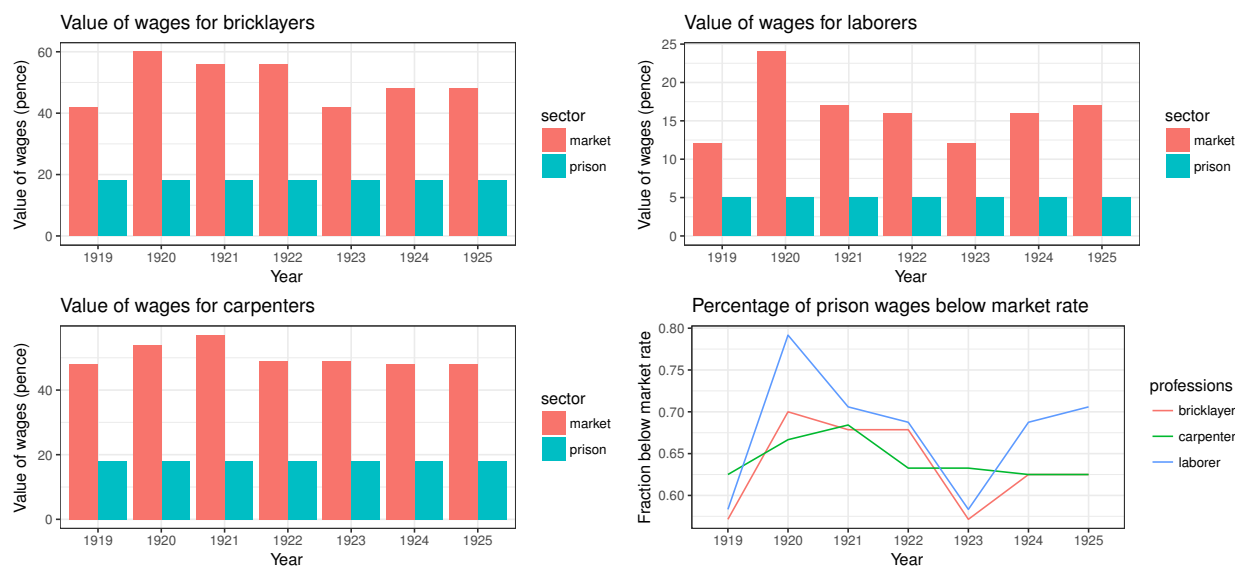 Value of wages for bricklayers
Value of wages (pence)
60
40
20
0
1919 1920 1921 1922 1923 1924 1925
Year
sector
market
prison
Value of wages for laborers
Value of wages (pence)
25
20
15
10
5
0
1919 1920 1921 1922 1923 1924 1925
Year
sector
market
prison
Value of wages for carpenters
Value of wages (pence)
40
20
0
1919 1920 1921 1922 1923 1924 1925
Year
sector
market
prison
Percentage of prison wages below market rate
Fraction below market rate
0.80
0.75
0.70
0.65
0.60
1919 1920 1921 1922 1923 1924 1925
Year
professions
bricklayer
carpenter
laborer